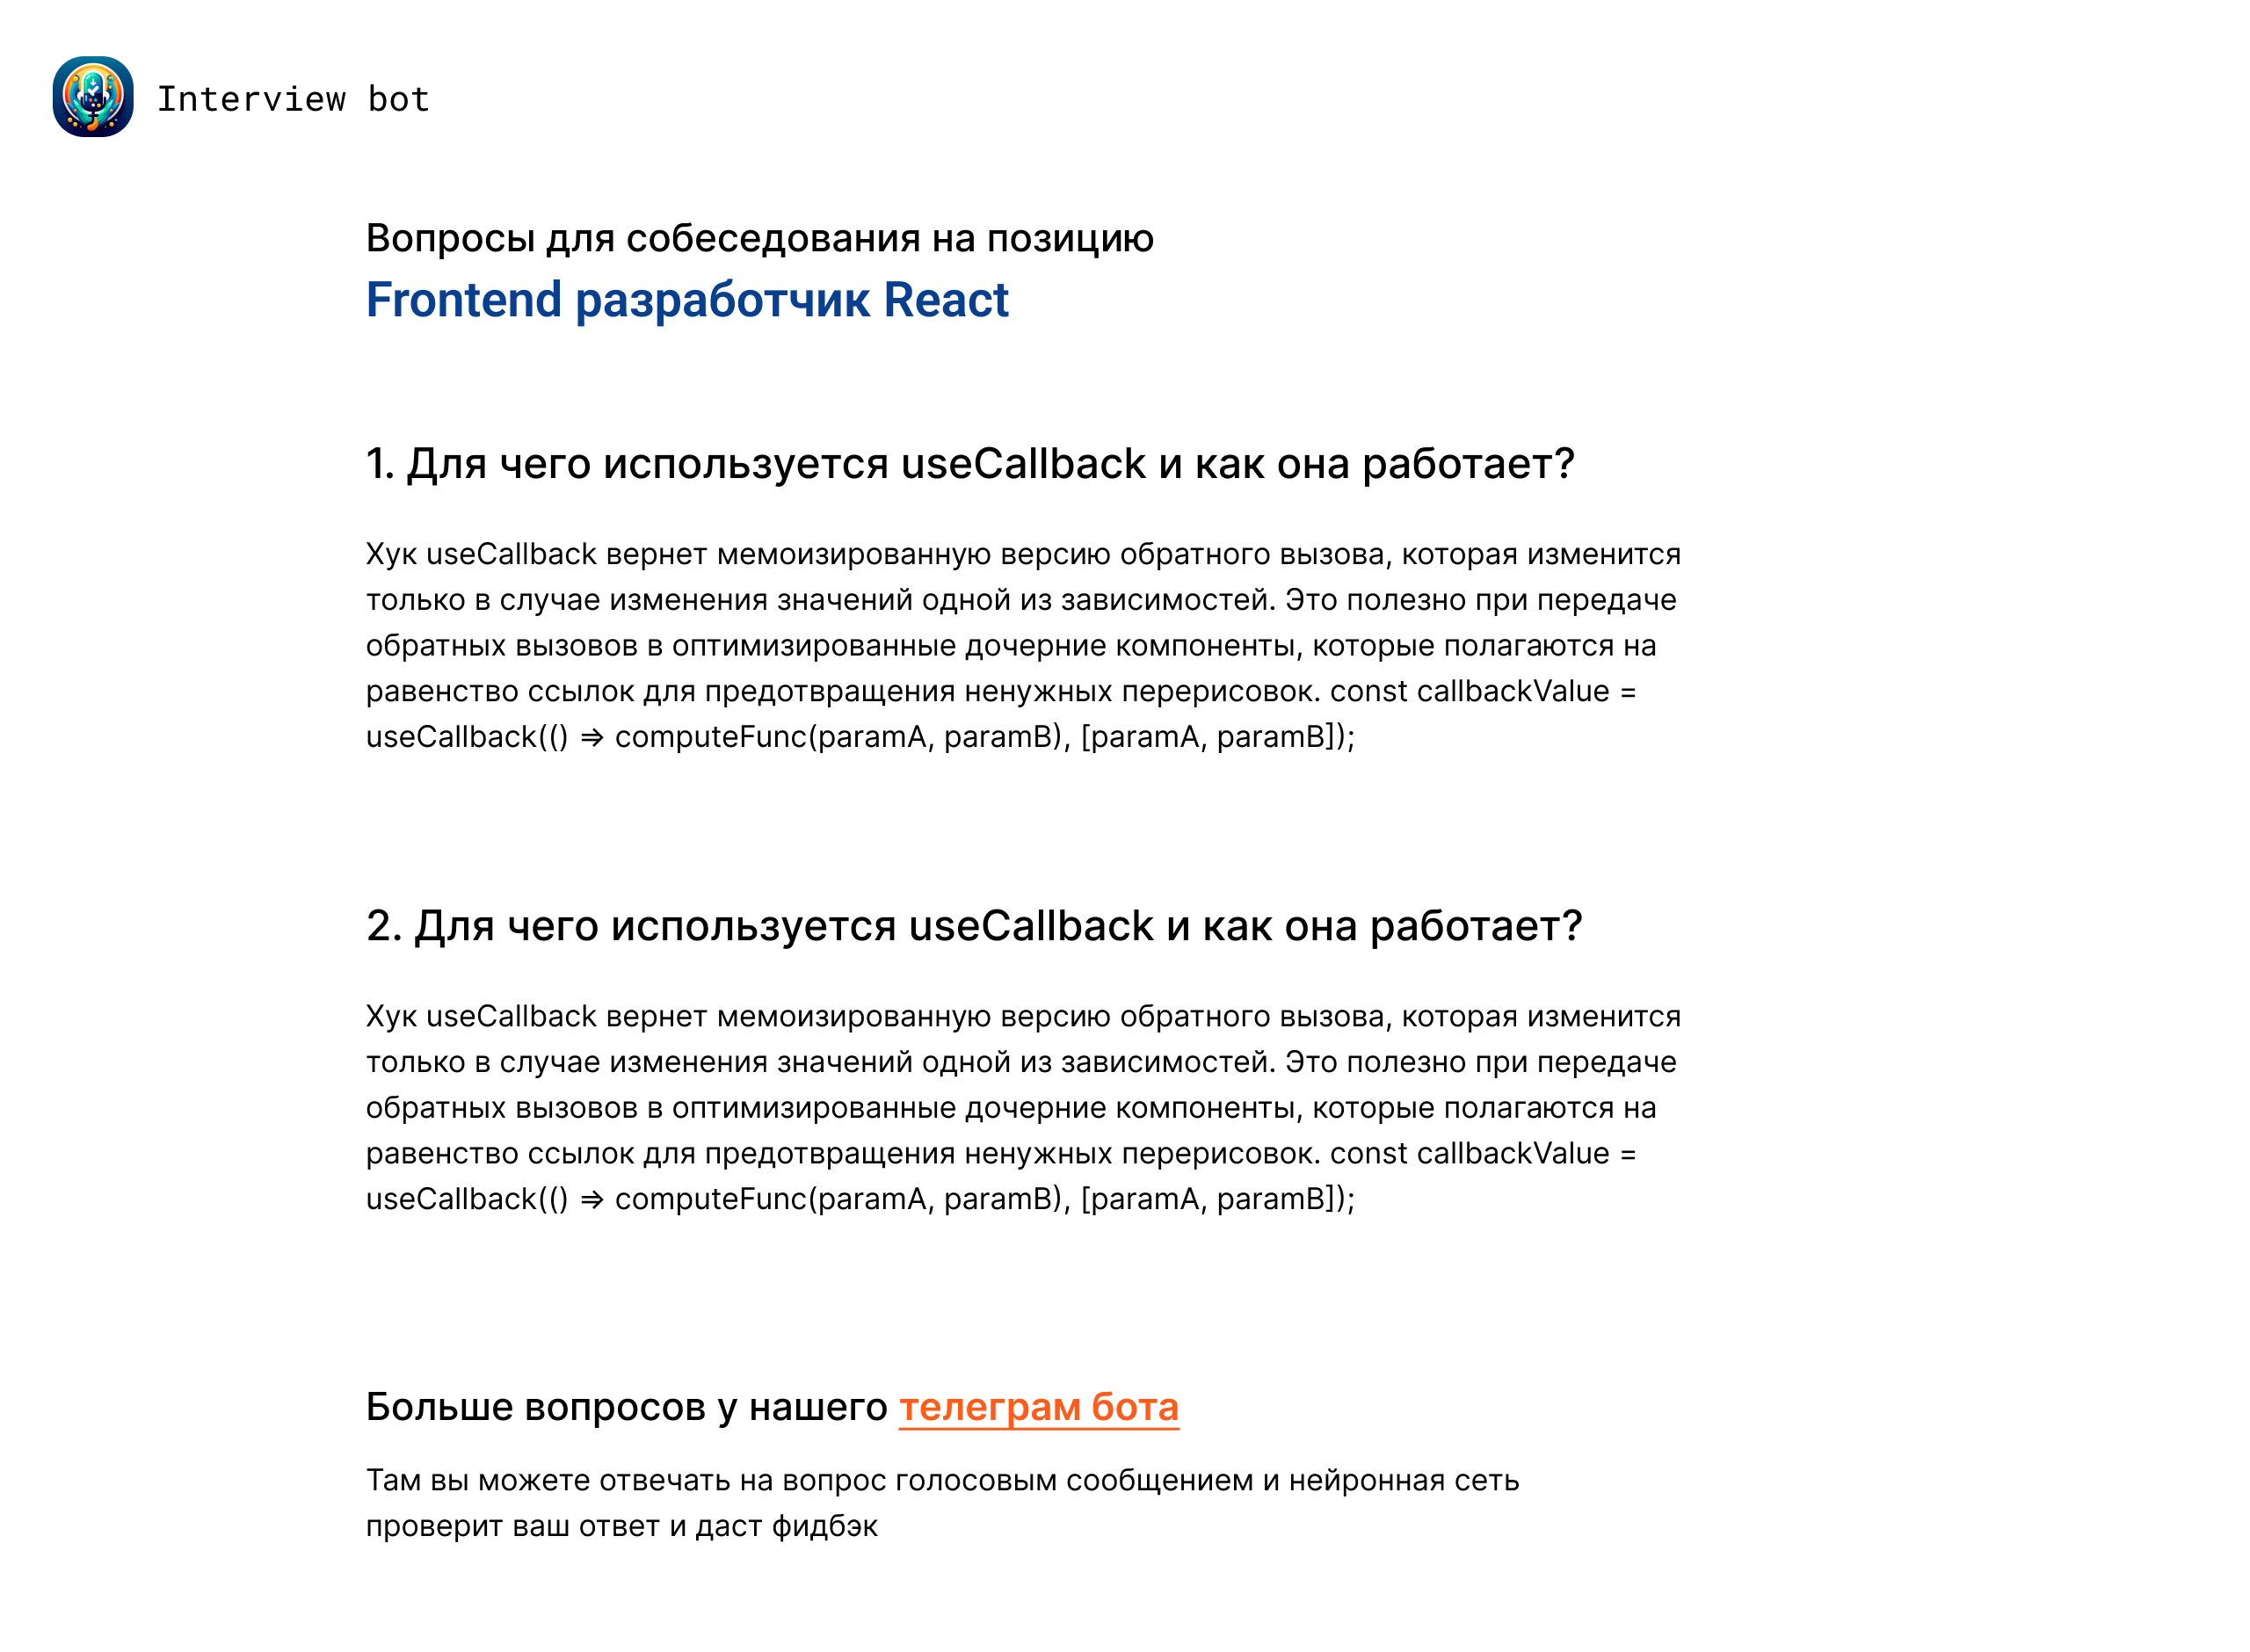 Interview bot
Вопросы для собеседования на позицию
Frontend разработчик React
1. Для чего используется useCallback и как она работает?
Хук useCallback вернет мемоизированную версию обратного вызова, которая изменится
только в случае изменения значений одной из зависимостей. Это полезно при передаче
обратных вызовов в оптимизированные дочерние компоненты, которые полагаются на
равенство ссылок для предотвращения ненужных перерисовок. const callbackValue =
useCallback(() => computeFunc(paramA, paramB), [paramA, paramB]);
2. Для чего используется useCallback и как она работает?
Хук useCallback вернет мемоизированную версию обратного вызова, которая изменится
только в случае изменения значений одной из зависимостей. Это полезно при передаче
обратных вызовов в оптимизированные дочерние компоненты, которые полагаются на
равенство ссылок для предотвращения ненужных перерисовок. const callbackValue =
useCallback(() => computeFunc(paramA, paramB), [paramA, paramB]);
Больше вопросов у нашего телеграм бота
Там вы можете отвечать на вопрос голосовым сообщением и нейронная сеть
проверит ваш ответ и даст фидбэк